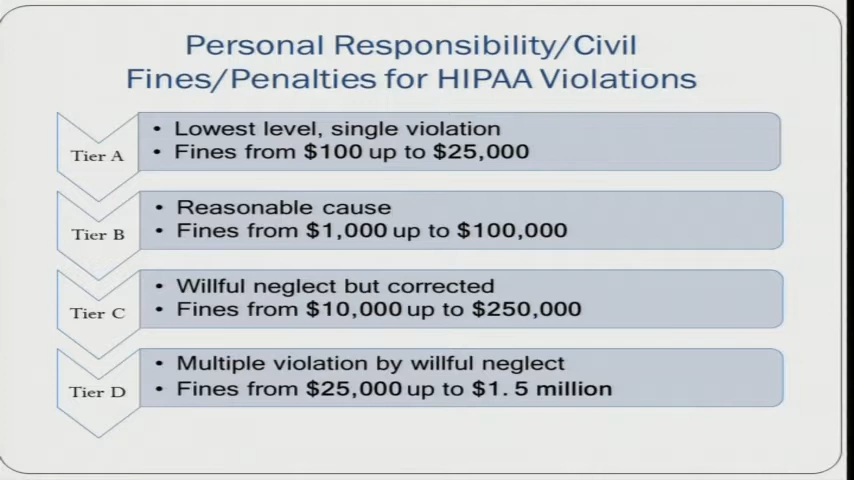 Personal Responsibility/Civil
Fines/Penalties for HIPAA Violations
Tier A
• Lowest level, single violation
• Fines from $100 up to $25,000
Tier B
• Reasonable cause
• Fines from $1,000 up to $100,000
Tier C
• Willful neglect but corrected
• Fines from $10,000 up to $250,000
Tier D
• Multiple violation by willful neglect
• Fines from $25,000 up to $1. 5 million